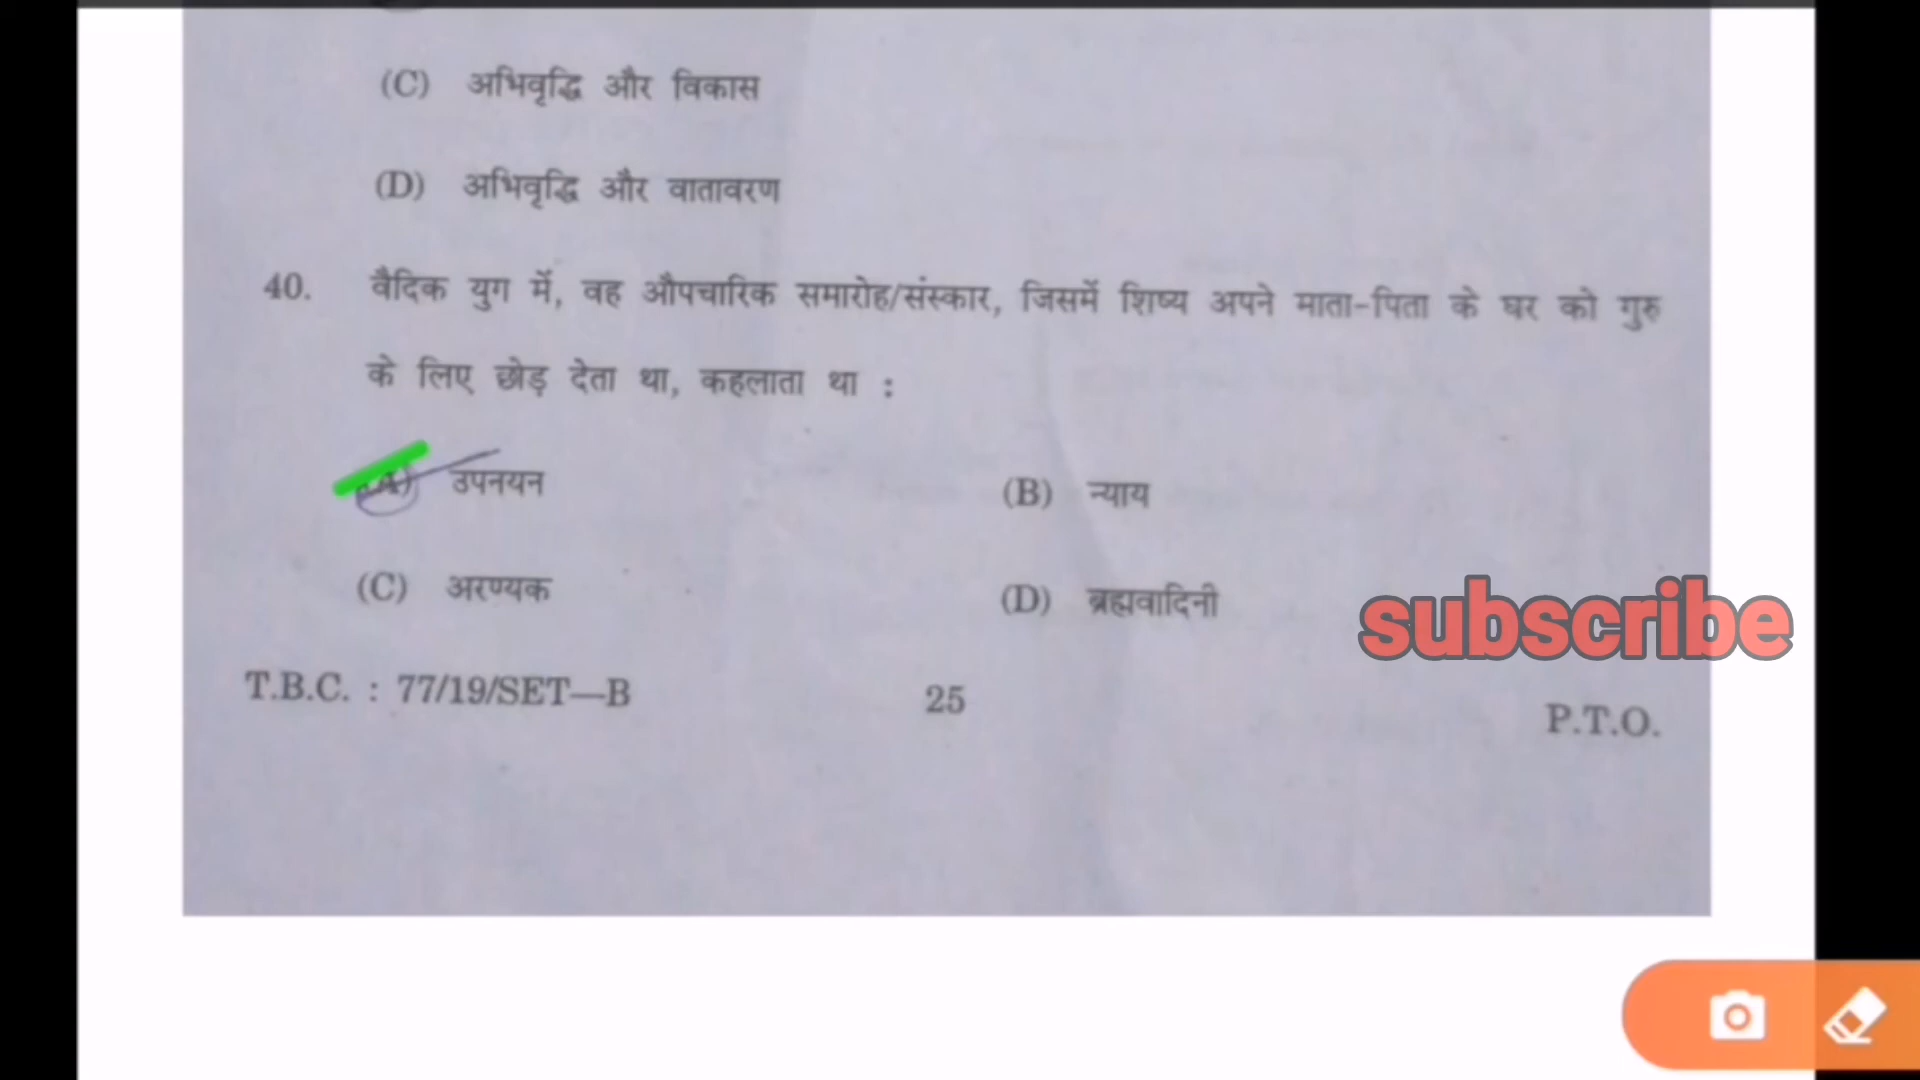 (C) अभिवृद्धि और विकास
(D) अभिवृद्धि और वातावरण
40. वैदिक युग में, वह औपचारिक समारोह/संस्कार, जिसमें शिष्य अपने माता-पिता के घर को गुरु
के लिए छोड़ देता था, कहलाता था :
(A) उपनयन (B) न्याय
(C) अरण्यक (D) ब्रह्मवादिनी
subscribe
T.B.C. : 77/19/SET—B 25 P.T.O.